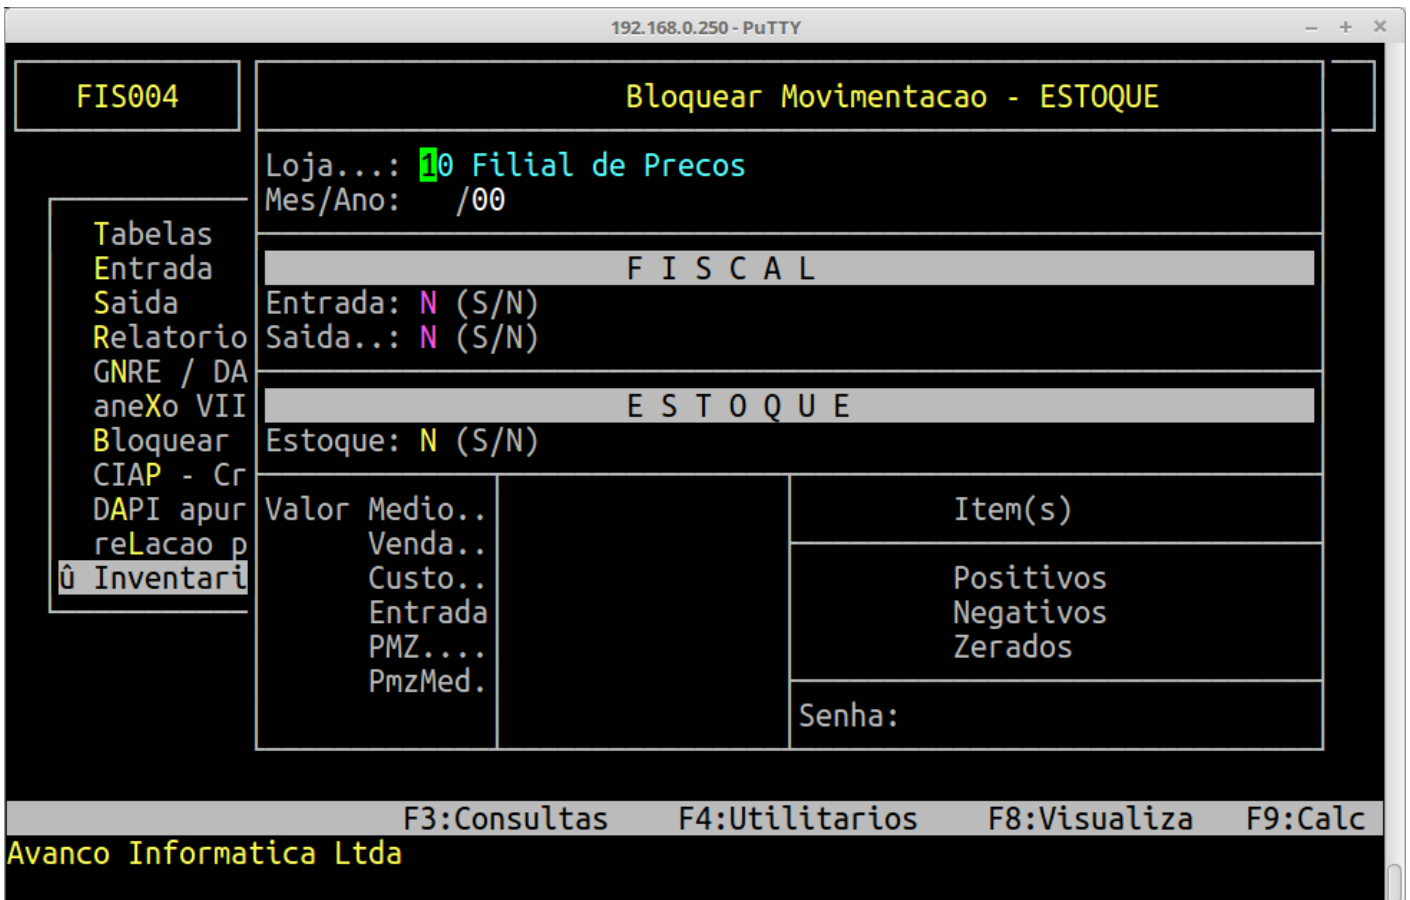 192.168.0.250 - PuTTY
FIS004
Bloquear Movimentacao - ESTOQUE
Loja...: 10 Filial de Precos
Mes/Ano: /00
Tabelas
Entrada
Saida
Relatorio
GNRE / DA
aneXo VII
Bloquear
CIAP - Cr
DAPI apur
reLacao p
û Inventari
F I S C A L
Entrada: N (S/N)
Saida..: N (S/N)
E S T O Q U E
Estoque: N (S/N)
Valor Medio..
Venda..
Custo..
Entrada
PMZ....
PmzMed.
Item(s)
Positivos
Negativos
Zerados
Senha:
F3:Consultas F4:Utilitarios F8:Visualiza F9:Calc
Avanco Informatica Ltda